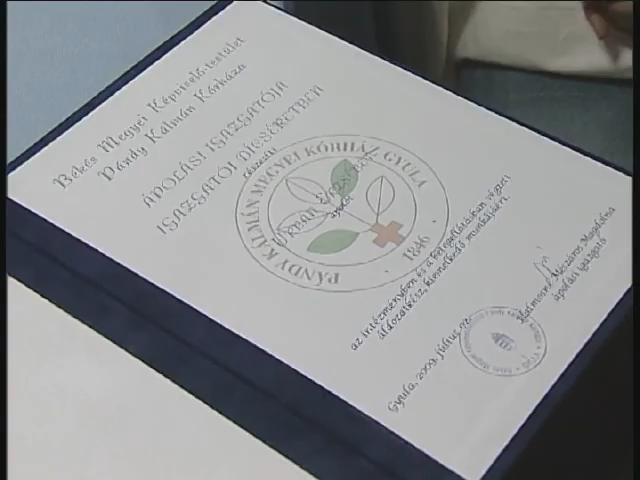 Békés Megyei Képviselő-testület
Pándy Kálmán Kórháza
ÁPOLÁSI IGAZGATÓJA
IGAZGATÓI DICSÉRETBEN
részesíti
PÁNDY KÁLMÁN MEGYEI KÓRHÁZ GYULA
1846
ápolót
az intézményben és a betegellátásban végzett
áldozatkész, kiemelkedő munkájáért.
Gyula, 2009. július
Mészáros Magdolna
ápolási igazgató